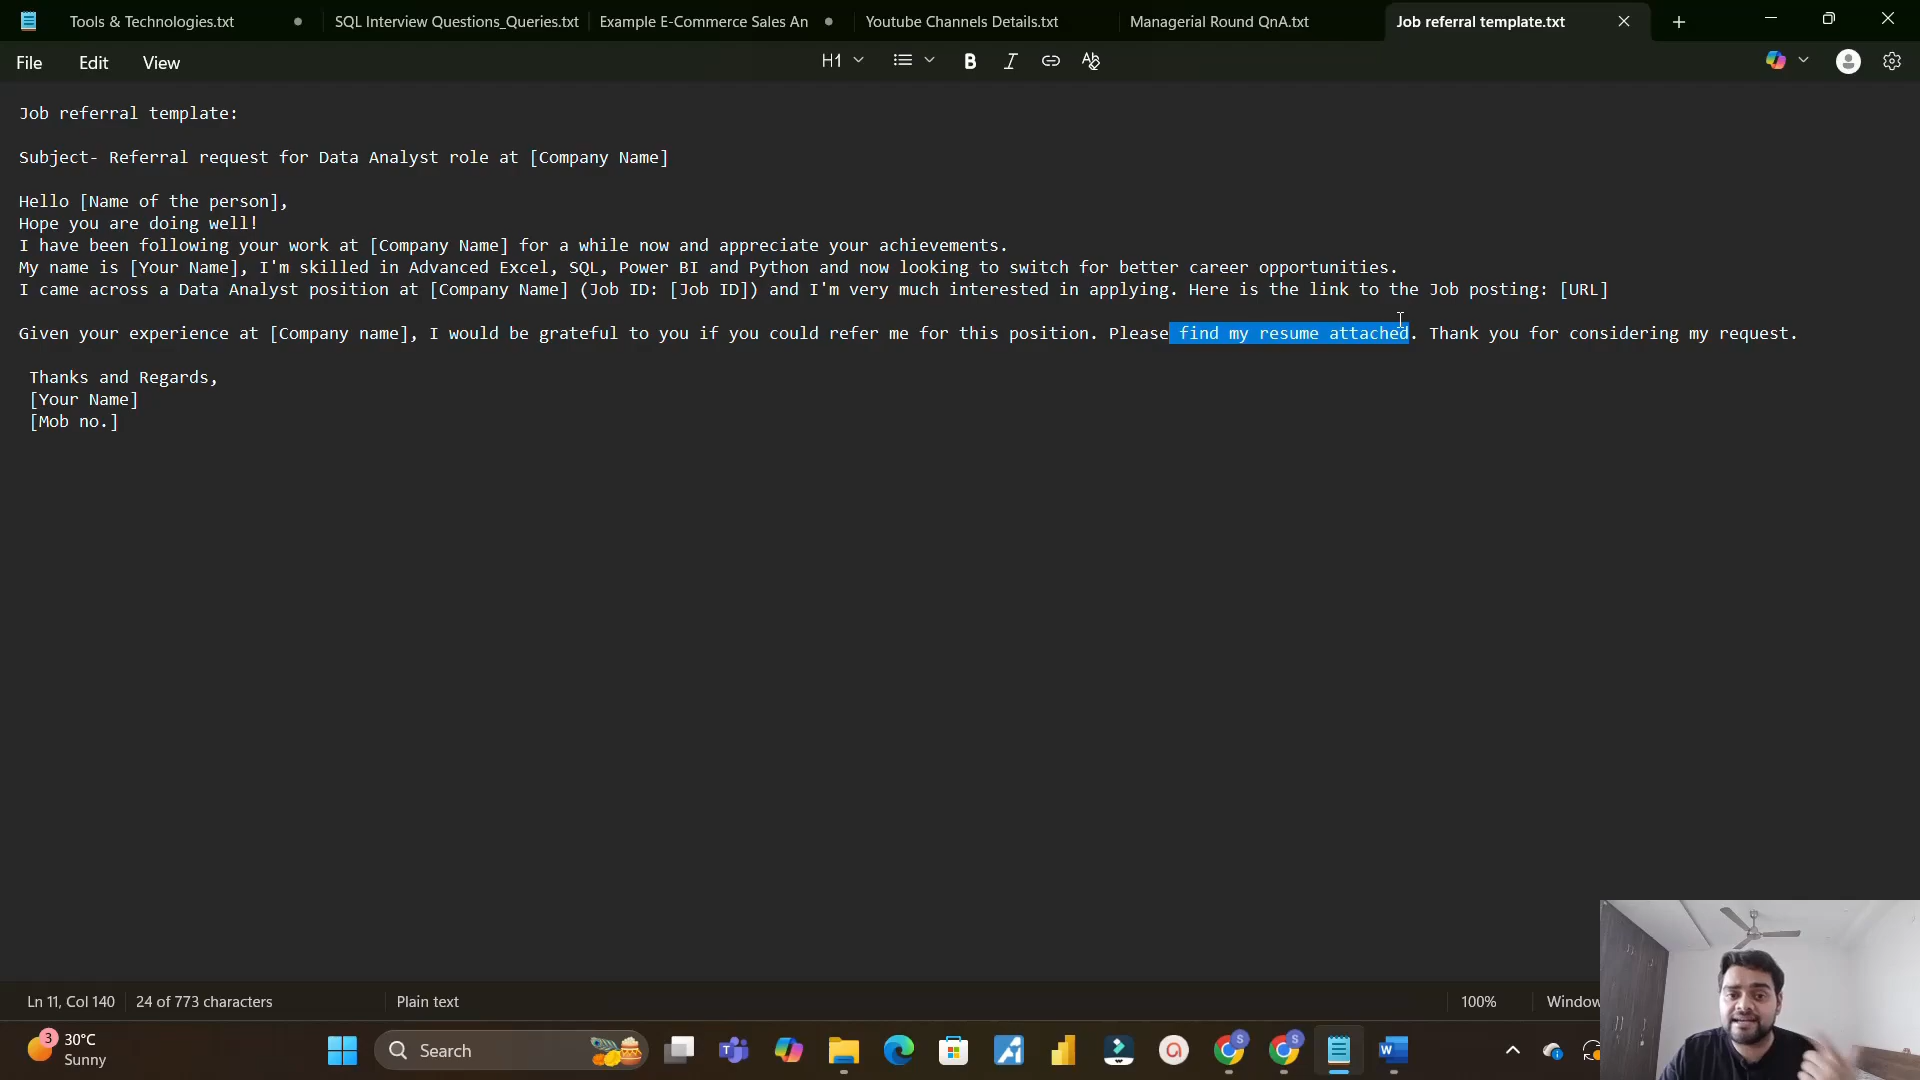 Tools & Technologies.txt
SQL Interview Questions_Queries.txt
Example E-Commerce Sales An
Youtube Channels Details.txt
Managerial Round QnA.txt
Job referral template.txt
File Edit View
H1
Job referral template:
Subject- Referral request for Data Analyst role at [Company Name]
Hello [Name of the person],
Hope you are doing well!
I have been following your work at [Company Name] for a while now and appreciate your achievements.
My name is [Your Name], I'm skilled in Advanced Excel, SQL, Power BI and Python and now looking to switch for better career opportunities.
I came across a Data Analyst position at [Company Name] (Job ID: [Job ID]) and I'm very much interested in applying. Here is the link to the Job posting: [URL]
Given your experience at [Company name], I would be grateful to you if you could refer me for this position. Please find my resume attached. Thank you for considering my request.
Thanks and Regards,
[Your Name]
[Mob no.]
Ln 11, Col 140 24 of 773 characters Plain text 100% Window
3 30°C
Sunny
Search